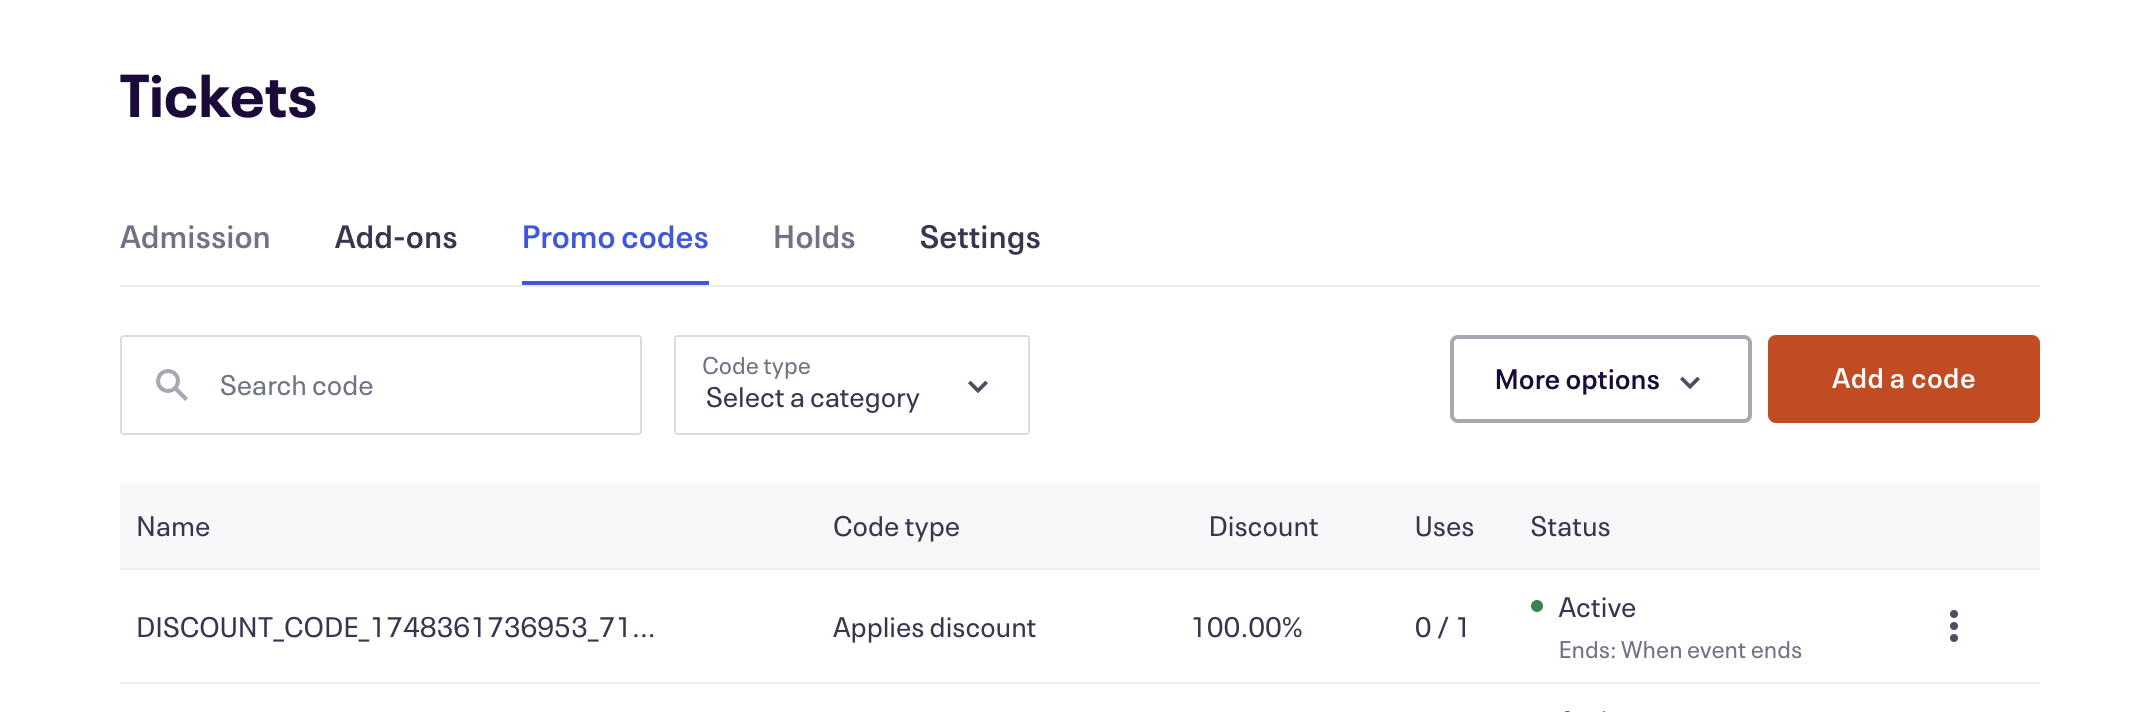 Tickets
Admission Add-ons Promo codes Holds Settings
Search code
Code type
Select a category
More options
Add a code
Name Code type Discount Uses Status
DISCOUNT_CODE_1748361736953_71... Applies discount 100.00% 0 / 1 Active
Ends: When event ends